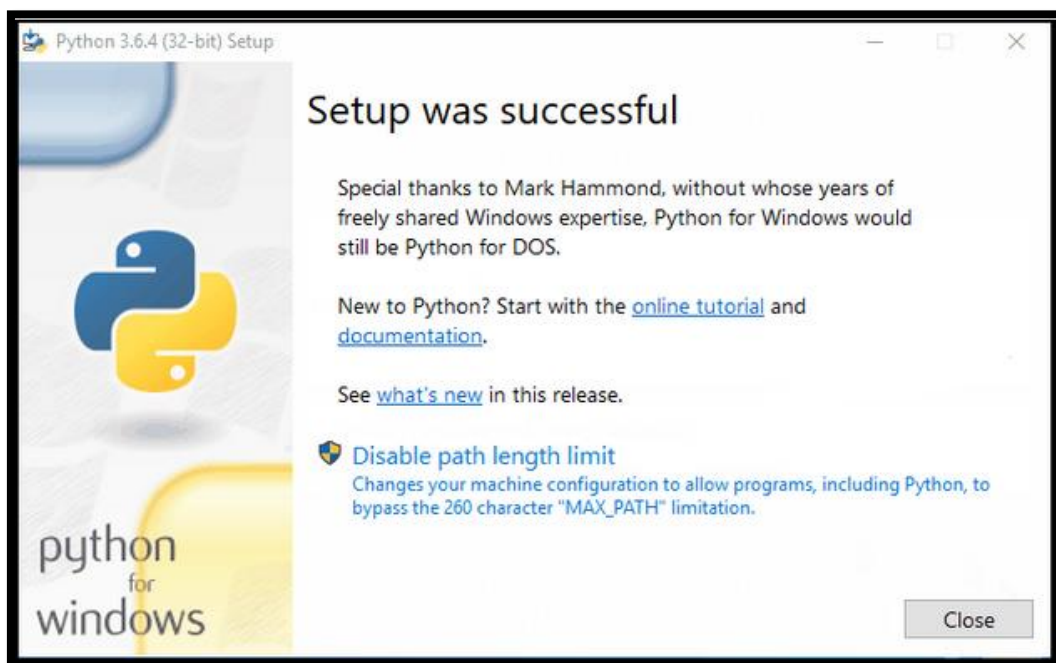 Python 3.6.4 (32-bit) Setup
Setup was successful
Special thanks to Mark Hammond, without whose years of
freely shared Windows expertise, Python for Windows would
still be Python for DOS.
New to Python? Start with the online tutorial and
documentation.
See what's new in this release.
Disable path length limit
Changes your machine configuration to allow programs, including Python, to
bypass the 260 character "MAX_PATH" limitation.
python
for
windows
Close